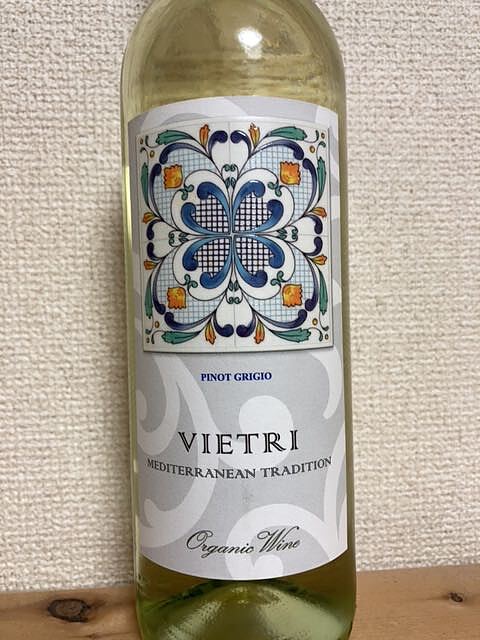 PINOT GRIGIO
VIETRI
MEDITERRANEAN TRADITION
Organic Wine